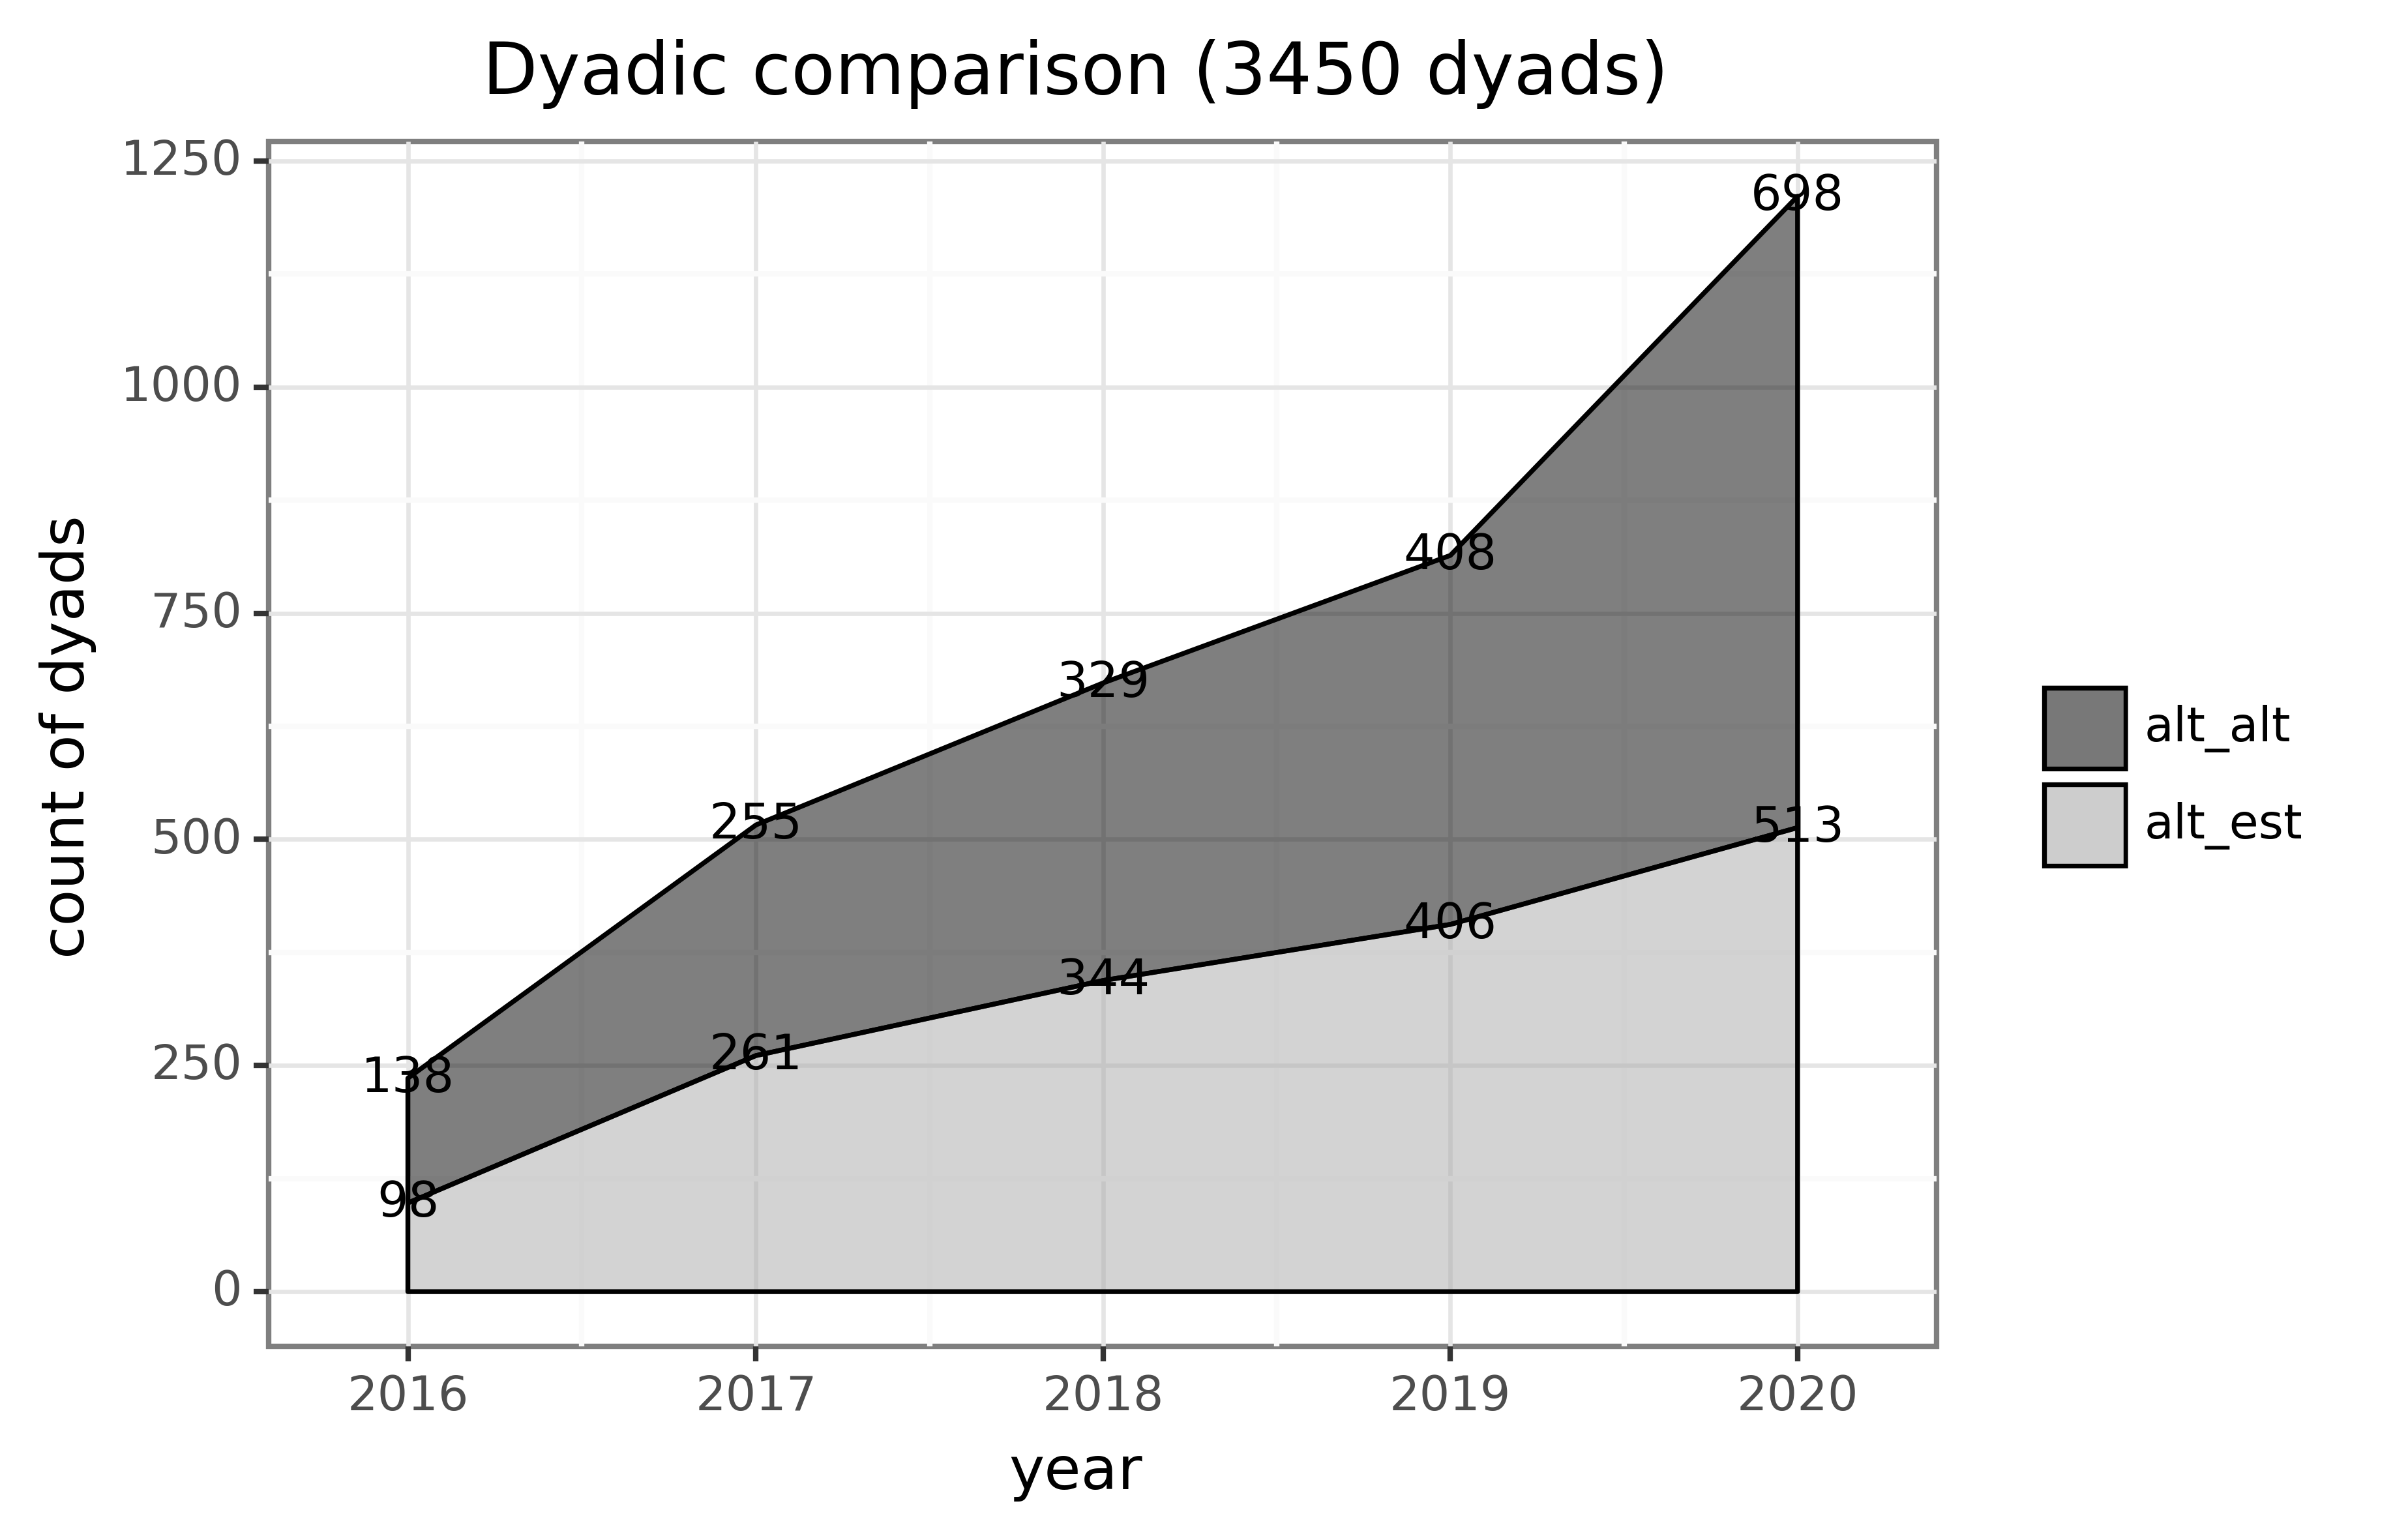 Dyadic comparison (3450 dyads)
1250
1000
750
500
250
0
count of dyads
698
408
329
255
138
513
406
344
261
98
2016 2017 2018 2019 2020
year
alt_alt
alt_est